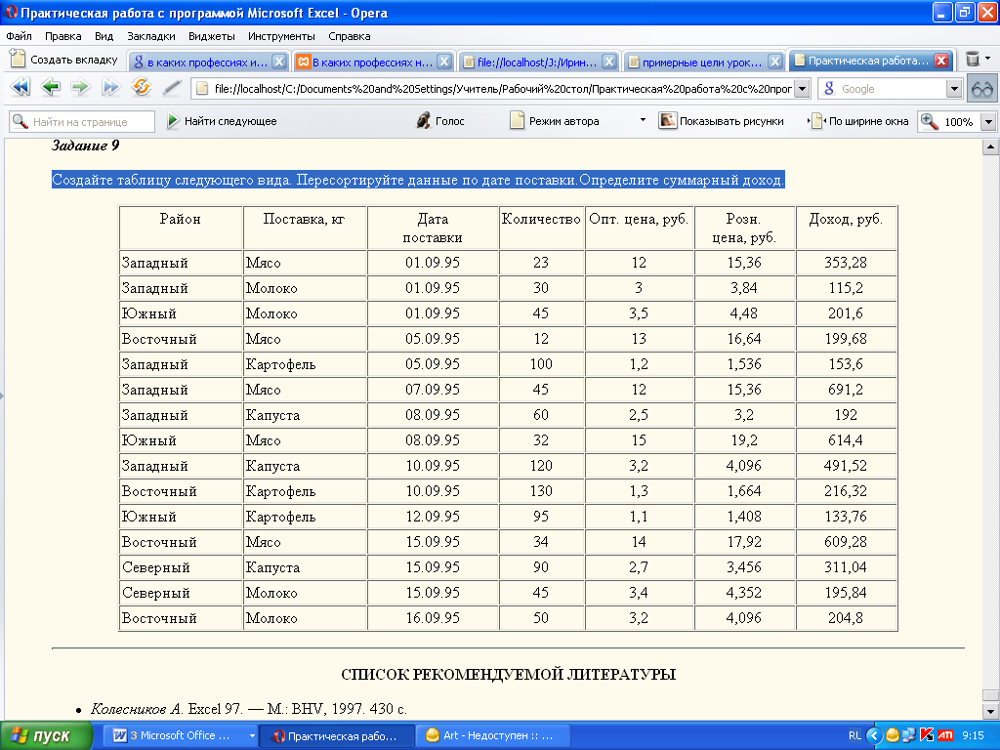 Практическая работа с программой Microsoft Excel - Opera
Файл Правка Вид Закладки Виджеты Инструменты Справка
Создать вкладку в каких профессиях и... В каких профессиях н... file://localhost/J:/Ирин... примерные цели урок... Практическая работа...
file://localhost/C:/Documents%20and%20Settings/Учитель/Рабочий%20стол/Практическая%20работа%20с%20прог Google
Найти на странице Найти следующее Голос Режим автора Показывать рисунки По ширине окна 100%
Задание 9
Создайте таблицу следующего вида. Пересортируйте данные по дате поставки.Определите суммарный доход.
Район Поставка, кг Дата поставки Количество Опт. цена, руб. Розн. цена, руб. Доход, руб.
Западный Мясо 01.09.95 23 12 15,36 353,28
Западный Молоко 01.09.95 30 3 3,84 115,2
Южный Молоко 01.09.95 45 3,5 4,48 201,6
Восточный Мясо 05.09.95 12 13 16,64 199,68
Западный Картофель 05.09.95 100 1,2 1,536 153,6
Западный Мясо 07.09.95 45 12 15,36 691,2
Западный Капуста 08.09.95 60 2,5 3,2 192
Южный Мясо 08.09.95 32 15 19,2 614,4
Западный Капуста 10.09.95 120 3,2 4,096 491,52
Восточный Картофель 10.09.95 130 1,3 1,664 216,32
Южный Картофель 12.09.95 95 1,1 1,408 133,76
Восточный Мясо 15.09.95 34 14 17,92 609,28
Северный Капуста 15.09.95 90 2,7 3,456 311,04
Северный Молоко 15.09.95 45 3,4 4,352 195,84
Восточный Молоко 16.09.95 50 3,2 4,096 204,8
СПИСОК РЕКОМЕНДУЕМОЙ ЛИТЕРАТУРЫ
• Колесников А. Excel 97. — М.: BHV, 1997. 430 с.
пуск 3 Microsoft Office ... Практическая рабо... Art - Недоступен :: ... RL 9:15